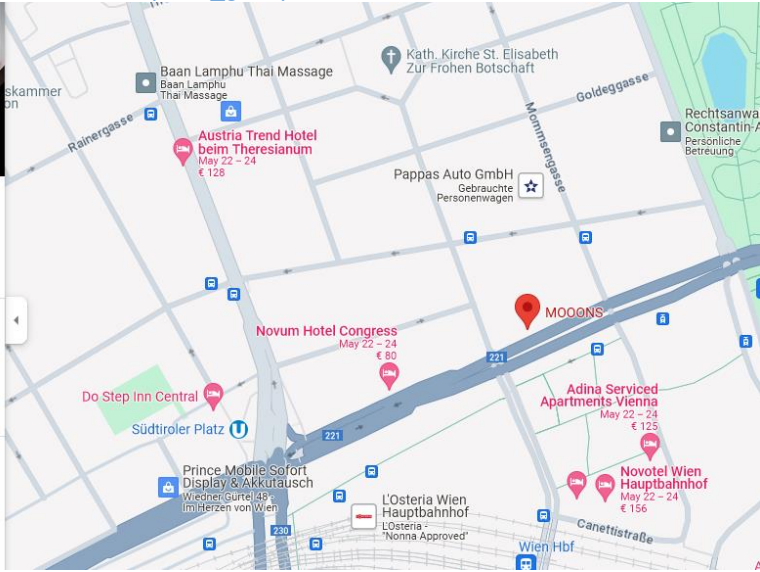 Kath. Kirche St. Elisabeth
Zur Frohen Botschaft
Baan Lamphu Thai Massage
Baan Lamphu
Thai Massage
skammer
on
Goldeggasse
Rainergasse
Mommsengasse
Rechtsanwa
Constantin-A
Persönliche
Betreuung
Austria Trend Hotel
beim Theresianum
May 22 – 24
€ 128
Pappas Auto GmbH
Gebrauchte
Personenwagen
MOOONS
Novum Hotel Congress
May 22 – 24
€ 80
221
Do Step Inn Central
Adina Serviced
Apartments Vienna
May 22 – 24
€ 125
Südtiroler Platz
U
221
Prince Mobile Sofort
Display & Akkutausch
Wiedner Gürtel 48 -
Im Herzen von Wien
Novotel Wien
Hauptbahnhof
May 22 – 24
€ 156
L'Osteria Wien
Hauptbahnhof
L'Osteria -
"Nonna Approved"
230
Canettistraße
Wien Hbf